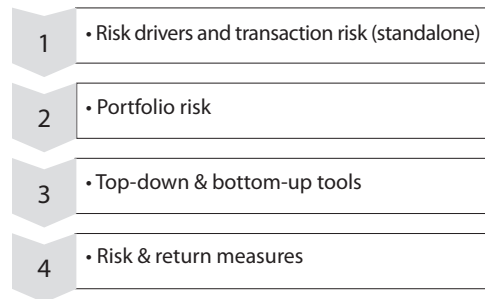 1 • Risk drivers and transaction risk (standalone)
2 • Portfolio risk
3 • Top-down & bottom-up tools
4 • Risk & return measures